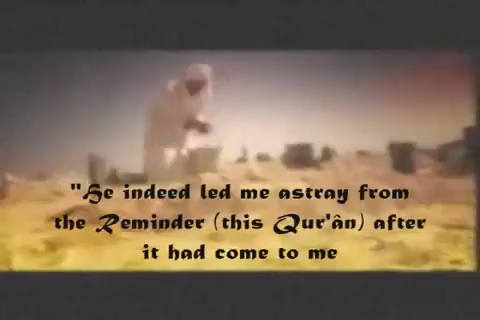 "He indeed led me astray from
the Reminder (this Qur'ân) after
it had come to me